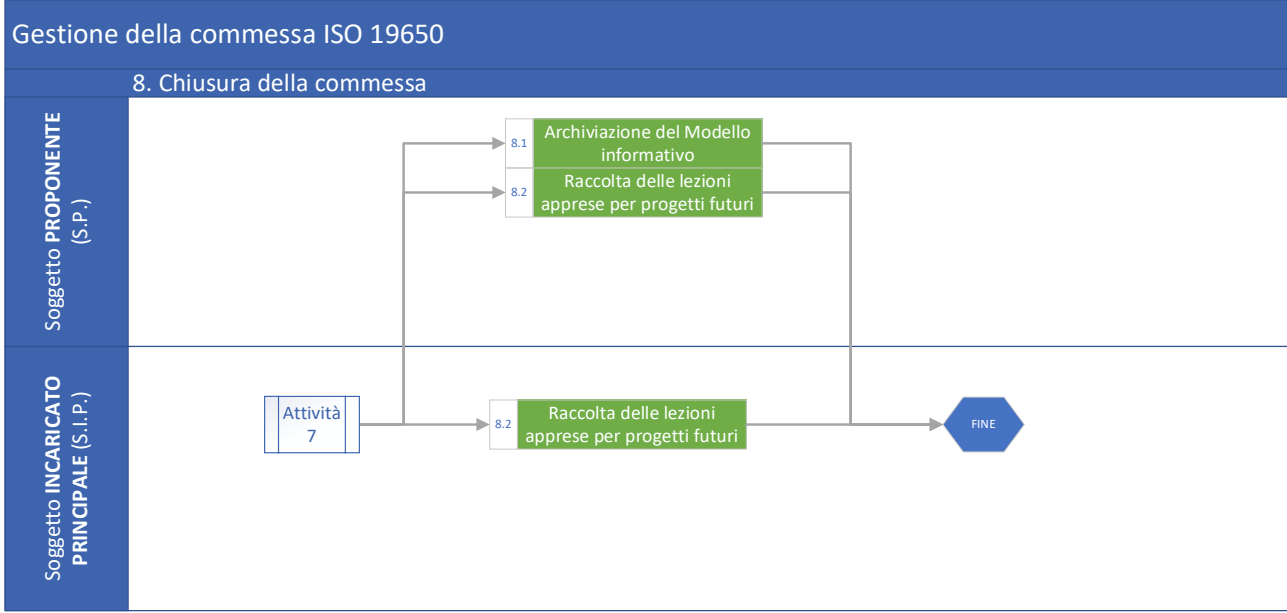 Gestione della commessa ISO 19650
8. Chiusura della commessa
Soggetto PROPONENTE
(S.P.)
8.1
Archiviazione del Modello
informativo
8.2
Raccolta delle lezioni
apprese per progetti futuri
Soggetto INCARICATO
PRINCIPALE (S.I.P.)
Attività
7
8.2
Raccolta delle lezioni
apprese per progetti futuri
FINE